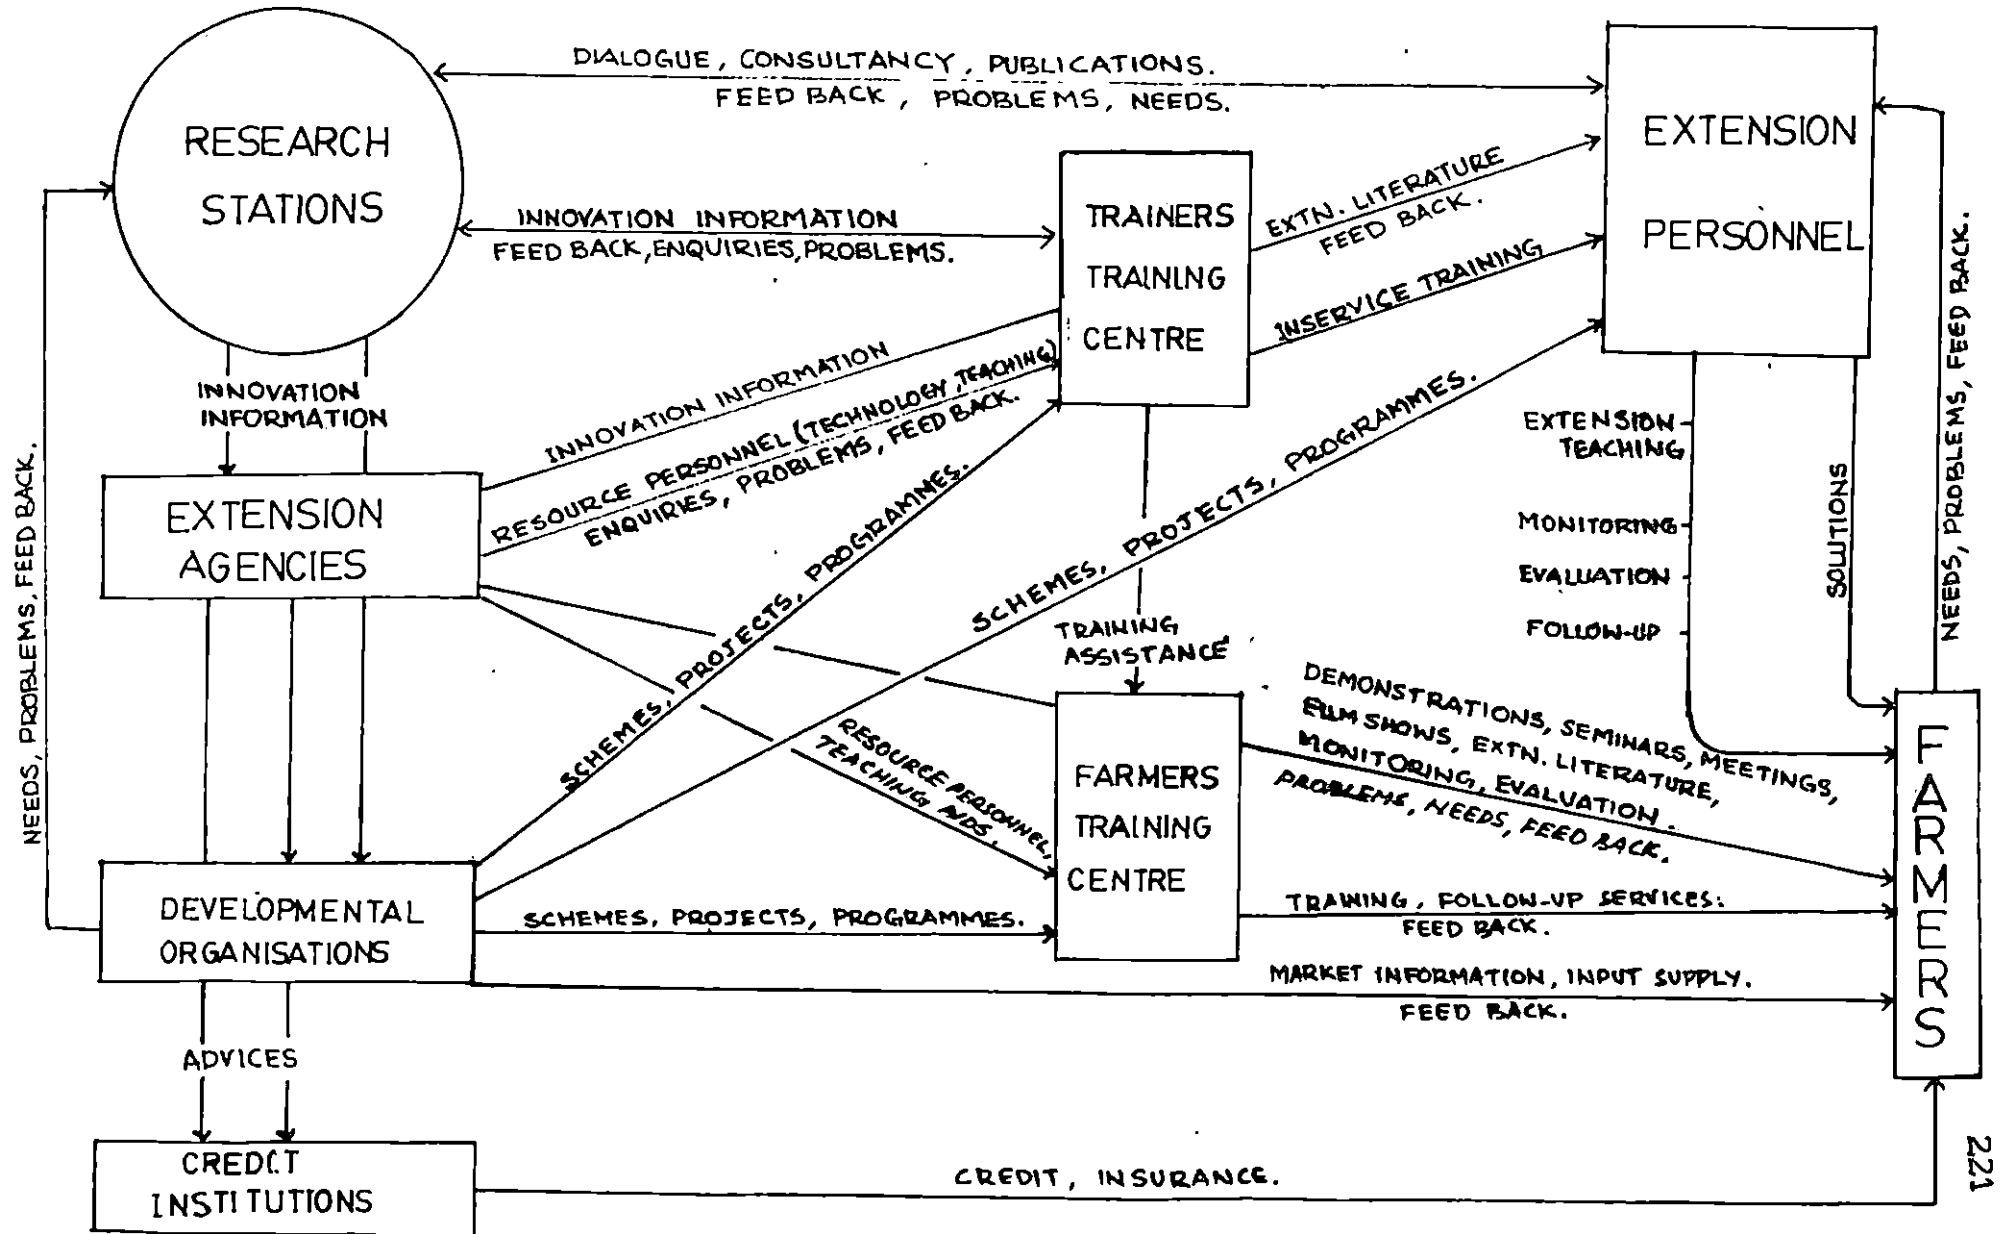 DIALOGUE, CONSULTANCY, PUBLICATIONS.
FEED BACK, PROBLEMS, NEEDS.
RESEARCH
STATIONS
EXTENSION
PERSONNEL
TRAINERS
TRAINING
CENTRE
INNOVATION INFORMATION
FEED BACK, ENQUIRIES, PROBLEMS.
EXTN. LITERATURE
FEED BACK.
INSERVICE TRAINING
INNOVATION
INFORMATION
INNOVATION INFORMATION
RESOURCE PERSONNEL (TECHNOLOGY, TEACHING)
ENQUIRIES, PROBLEMS, FEED BACK.
SCHEMES, PROJECTS, PROGRAMMES.
SCHEMES, PROJECTS, PROGRAMMES.
NEEDS, PROBLEMS, FEED BACK.
EXTENSION
AGENCIES
EXTENSION
TEACHING
MONITORING
EVALUATION
FOLLOW-UP
SOLUTIONS
NEEDS, PROBLEMS, FEED BACK.
TRAINING
ASSISTANCE
RESOURCE PERSONNEL,
TEACHING AIDS.
FARMERS
TRAINING
CENTRE
DEMONSTRATIONS, SEMINARS, MEETINGS,
FILM SHOWS, EXTN. LITERATURE,
MONITORING, EVALUATION.
PROBLEMS, NEEDS, FEED BACK.
FARMERS
DEVELOPMENTAL
ORGANISATIONS
SCHEMES, PROJECTS, PROGRAMMES.
TRAINING, FOLLOW-UP SERVICES.
FEED BACK.
MARKET INFORMATION, INPUT SUPPLY.
FEED BACK.
ADVICES
CREDIT
INSTITUTIONS
CREDIT, INSURANCE.
221